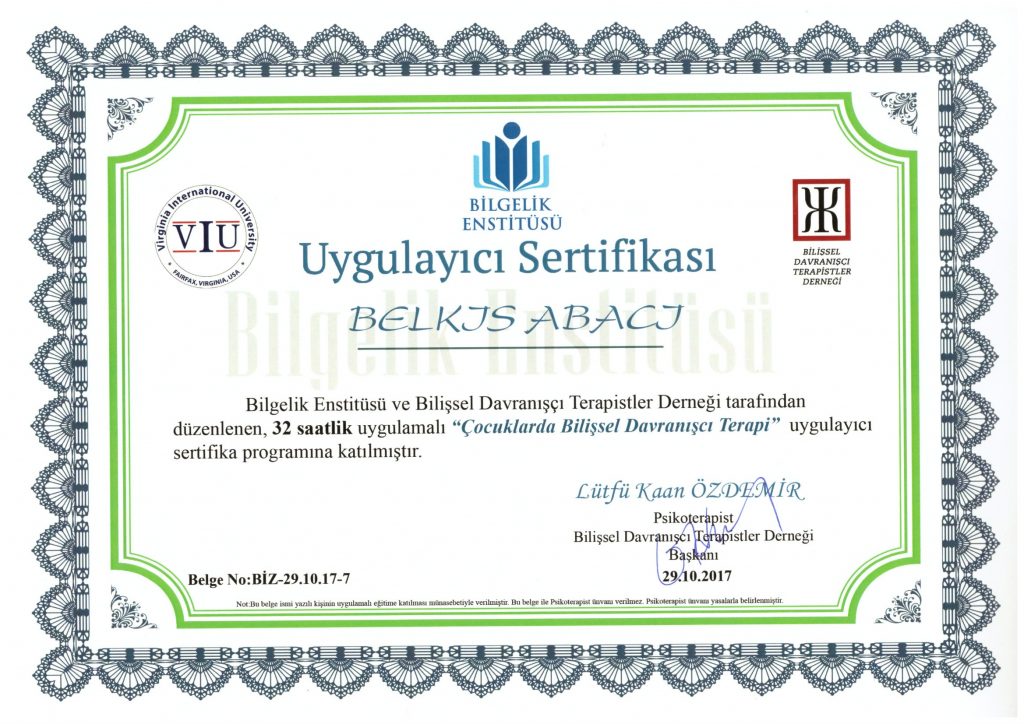 BİLGELİK
ENSTİTÜSÜ
Virginia International University
VIU
FAIRFAX, VIRGINIA, USA
BİLİŞSEL
DAVRANIŞÇI
TERAPİSTLER
DERNEĞİ
Uygulayıcı Sertifikası
Bilgelik Enstitüsü
BELKIS ABACI
Bilgelik Enstitüsü ve Bilişsel Davranışçı Terapistler Derneği tarafından
düzenlenen, 32 saatlik uygulamalı “Çocuklarda Bilişsel Davranışcı Terapi” uygulayıcı
sertifika programına katılmıştır.
Lütfü Kaan ÖZDEMİR
Psikoterapist
Bilişsel Davranışcı Terapistler Derneği
Başkanı
29.10.2017
Belge No:BİZ-29.10.17-7
Not:Bu belge ismi yazılı kişinin uygulamalı eğitime katılması münasebetiyle verilmiştir. Bu belge ile Psikoterapist ünvanı verilmez. Psikoterapist ünvanı yasalarla belirlenmiştir.